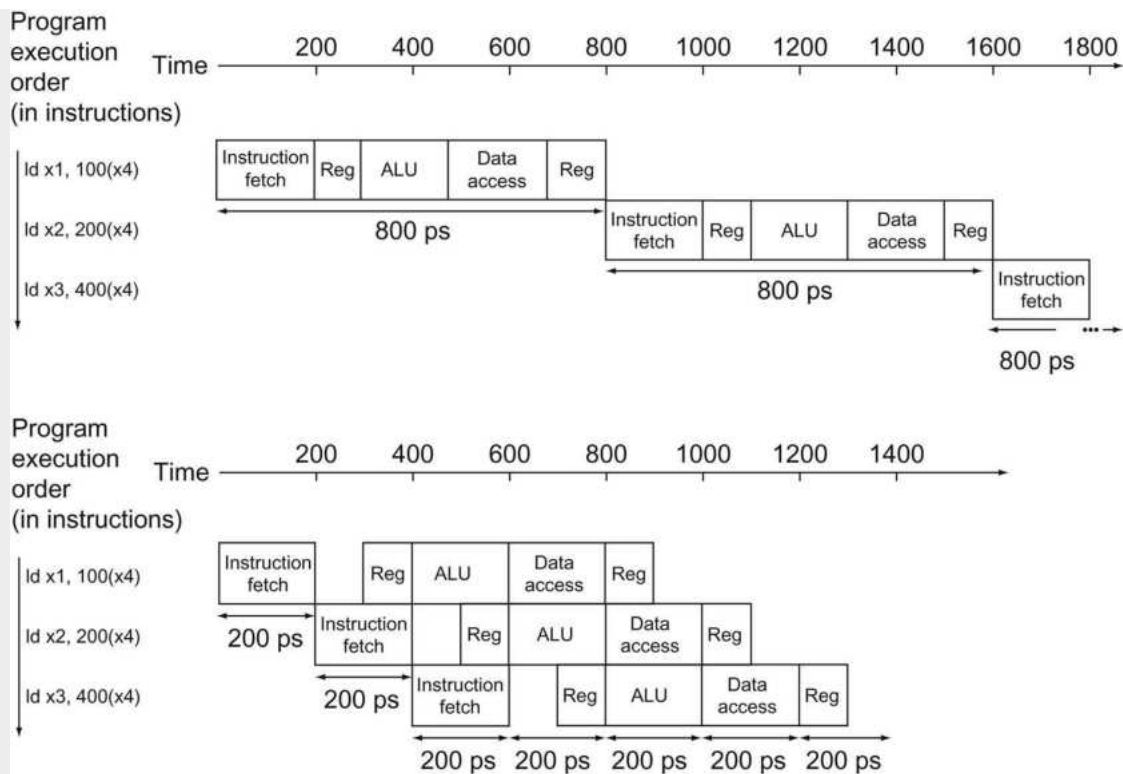 Program
execution
order
(in instructions)
Time
200 400 600 800 1000 1200 1400 1600 1800
ld x1, 100(x4)
Instruction
fetch
Reg
ALU
Data
access
Reg
800 ps
ld x2, 200(x4)
Instruction
fetch
Reg
ALU
Data
access
Reg
800 ps
ld x3, 400(x4)
Instruction
fetch
...
800 ps
Program
execution
order
(in instructions)
Time
200 400 600 800 1000 1200 1400
ld x1, 100(x4)
Instruction
fetch
Reg
ALU
Data
access
Reg
200 ps
ld x2, 200(x4)
Instruction
fetch
Reg
ALU
Data
access
Reg
200 ps
ld x3, 400(x4)
Instruction
fetch
Reg
ALU
Data
access
Reg
200 ps 200 ps 200 ps 200 ps 200 ps